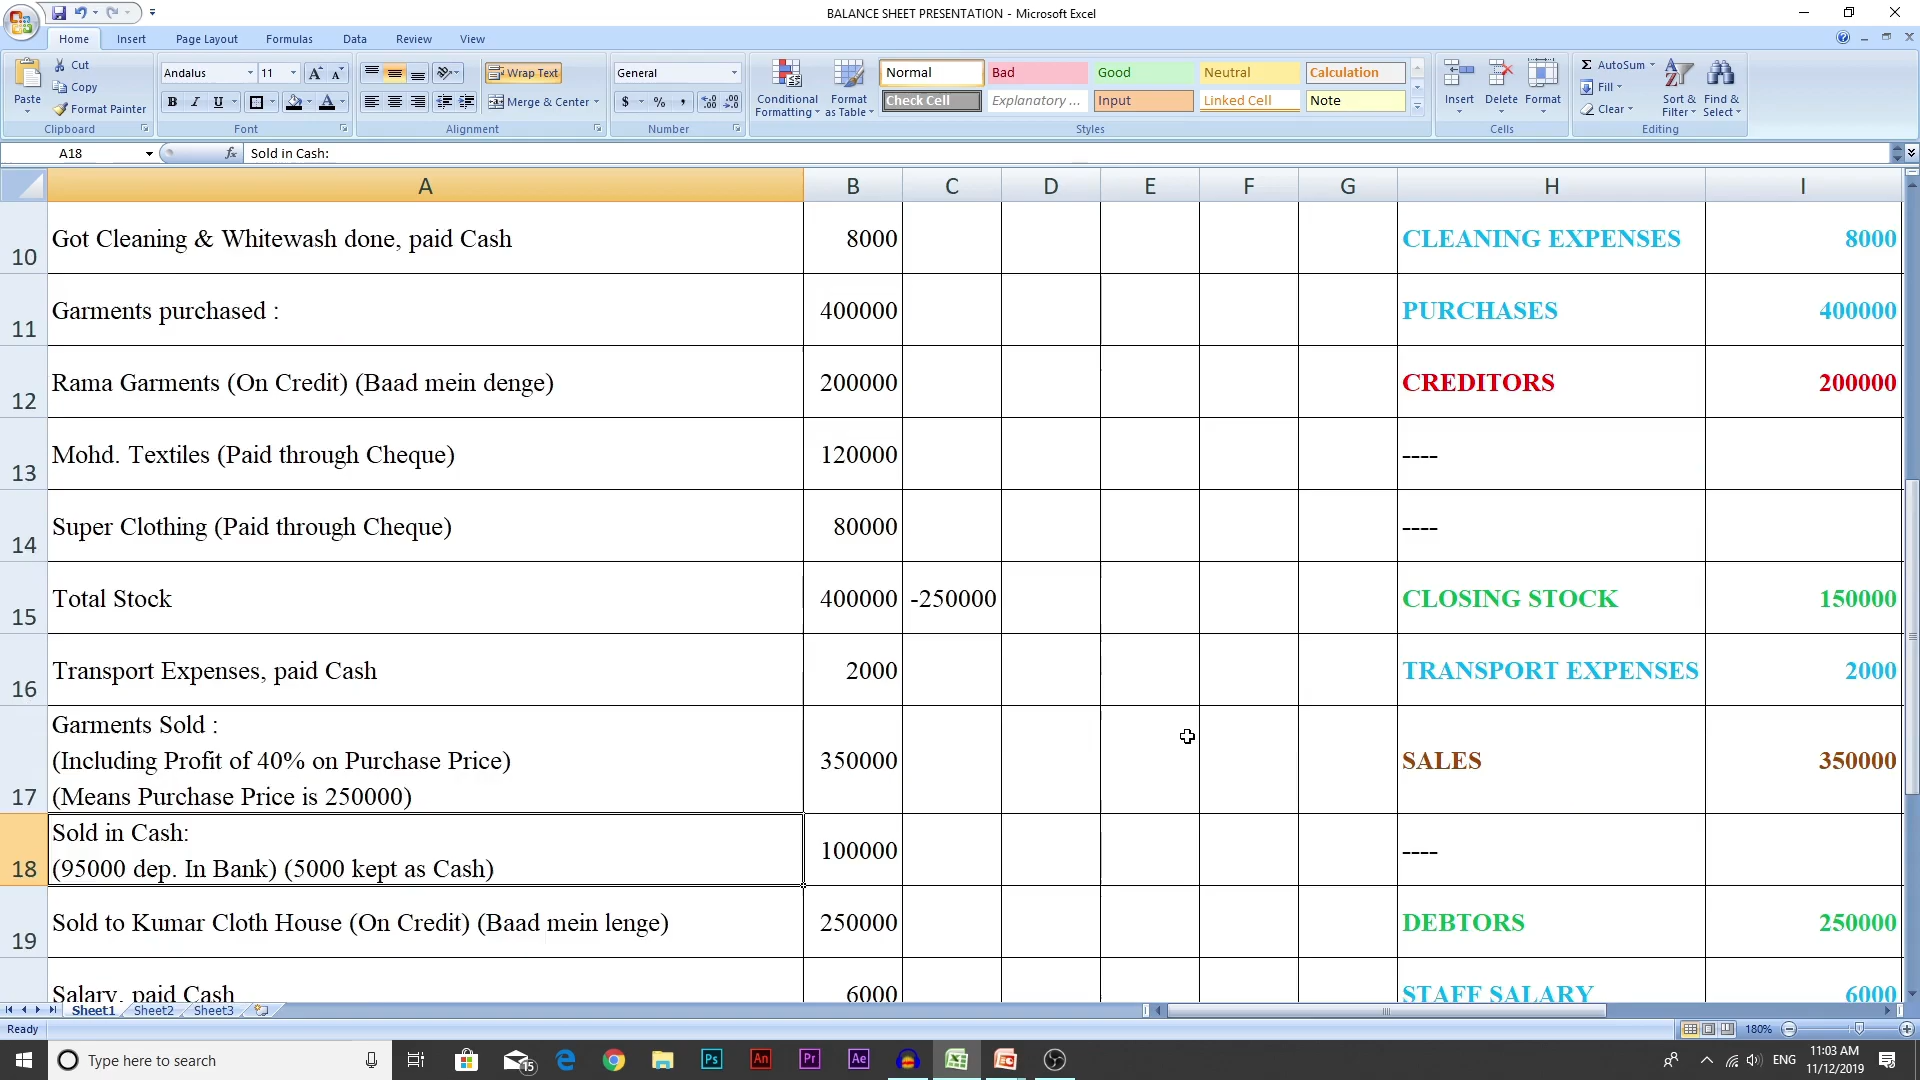 BALANCE SHEET PRESENTATION - Microsoft Excel
Home Insert Page Layout Formulas Data Review View
Paste
Cut
Copy
Format Painter
Clipboard
Andalus 11
B I U
Font
Wrap Text
Merge & Center
Alignment
General
$ % ,
Number
Conditional Formatting
Format as Table
Normal Bad Good Neutral Calculation
Check Cell Explanatory ... Input Linked Cell Note
Styles
Insert Delete Format
Cells
Σ AutoSum
Fill
Clear
Sort & Filter
Find & Select
Editing
A18 fx Sold in Cash:
A B C D E F G H I
10 Got Cleaning & Whitewash done, paid Cash 8000 CLEANING EXPENSES 8000
11 Garments purchased : 400000 PURCHASES 400000
12 Rama Garments (On Credit) (Baad mein denge) 200000 CREDITORS 200000
13 Mohd. Textiles (Paid through Cheque) 120000 ----
14 Super Clothing (Paid through Cheque) 80000 ----
15 Total Stock 400000 -250000 CLOSING STOCK 150000
16 Transport Expenses, paid Cash 2000 TRANSPORT EXPENSES 2000
Garments Sold :
(Including Profit of 40% on Purchase Price) 350000 SALES 350000
17 (Means Purchase Price is 250000)
Sold in Cash:
100000 ----
18 (95000 dep. In Bank) (5000 kept as Cash)
19 Sold to Kumar Cloth House (On Credit) (Baad mein lenge) 250000 DEBTORS 250000
Salary, paid Cash 6000 STAFF SALARY 6000
Sheet1 Sheet2 Sheet3
Ready 180%
Type here to search
15
Ps An Pr Ae
ENG
11:03 AM
11/12/2019